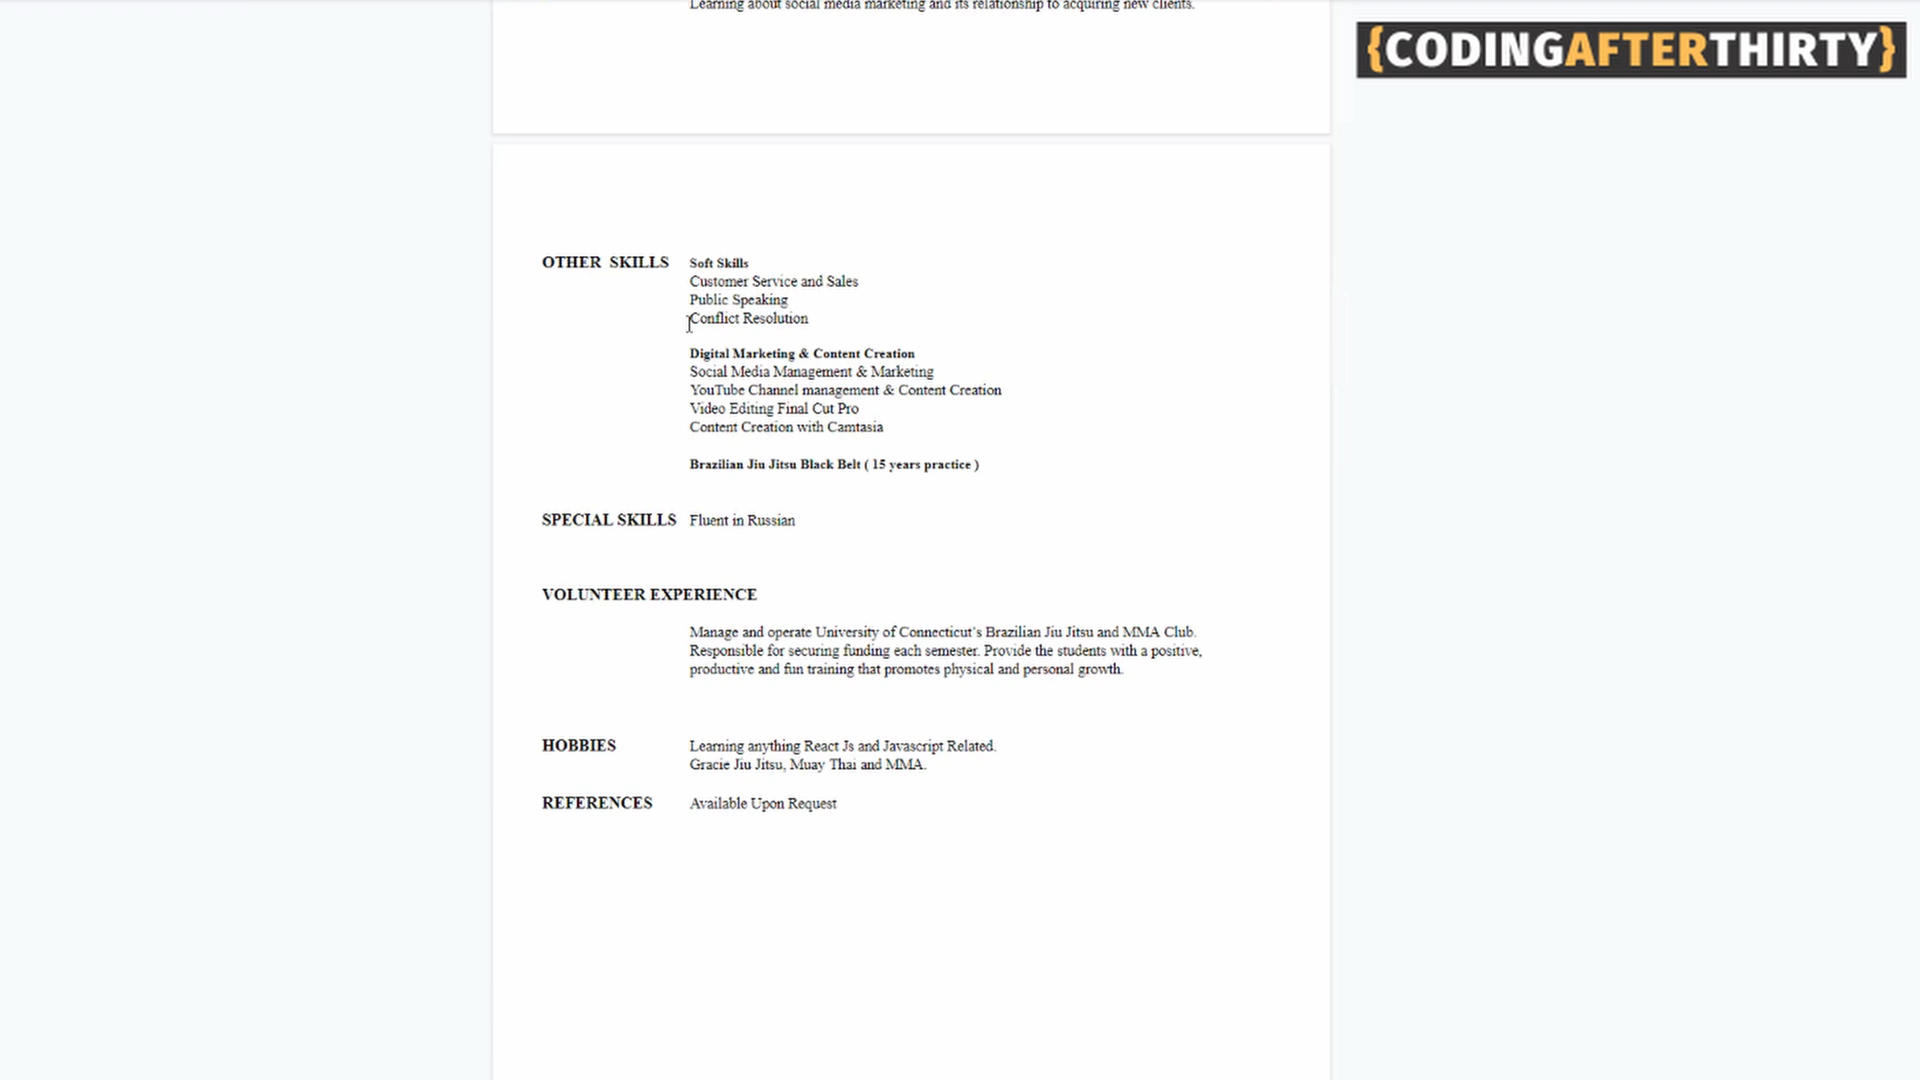 Learning about social media marketing and its relationship to acquiring new clients.
{CODINGAFTERTHIRTY}
OTHER SKILLS Soft Skills
Customer Service and Sales
Public Speaking
Conflict Resolution
Digital Marketing & Content Creation
Social Media Management & Marketing
YouTube Channel management & Content Creation
Video Editing Final Cut Pro
Content Creation with Camtasia
Brazilian Jiu Jitsu Black Belt ( 15 years practice )
SPECIAL SKILLS Fluent in Russian
VOLUNTEER EXPERIENCE
Manage and operate University of Connecticut's Brazilian Jiu Jitsu and MMA Club.
Responsible for securing funding each semester. Provide the students with a positive,
productive and fun training that promotes physical and personal growth.
HOBBIES Learning anything React Js and Javascript Related.
Gracie Jiu Jitsu, Muay Thai and MMA.
REFERENCES Available Upon Request